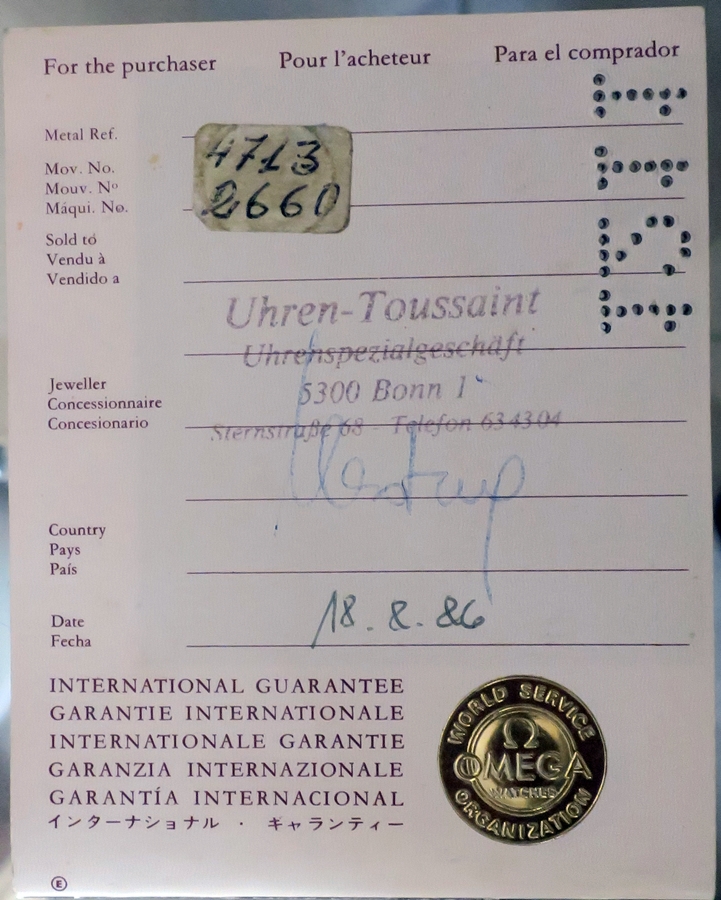 For the purchaser Pour l'acheteur Para el comprador
Metal Ref.
Mov. No.
Mouv. Nº
Máqui. No.
4713
2660
Sold to
Vendu à
Vendido a
Uhren-Toussaint
Uhrenspezialgeschäft
5300 Bonn 1
Sternstraße 68 - Telefon 634304
Jeweller
Concessionnaire
Concesionario
Country
Pays
País
Date
Fecha
18.8.86
INTERNATIONAL GUARANTEE
GARANTIE INTERNATIONALE
INTERNATIONALE GARANTIE
GARANZIA INTERNAZIONALE
GARANTÍA INTERNACIONAL
インターナショナル · ギャランティー
WORLD SERVICE
Ω
OMEGA
WATCHES
ORGANIZATION
E